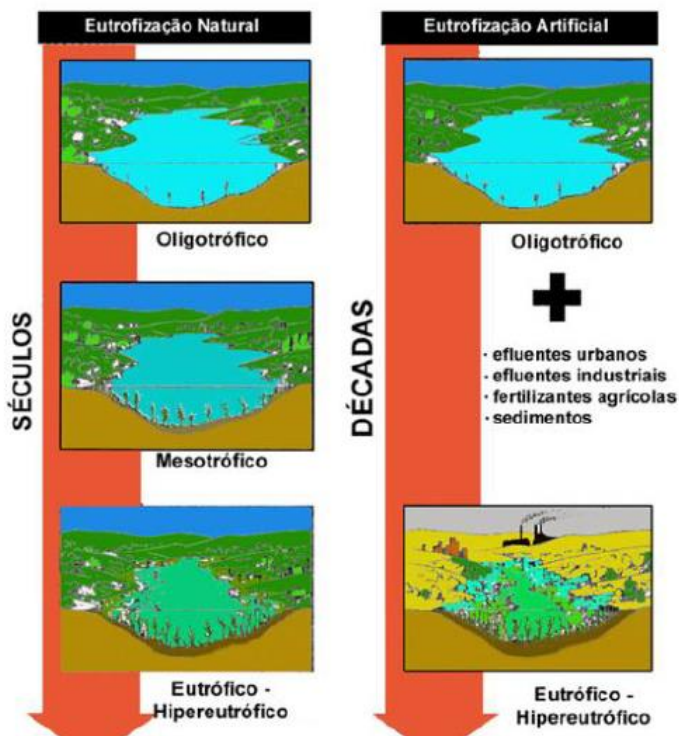 Eutrofização Natural
Oligotrófico
SÉCULOS
Mesotrófico
Eutrófico -
Hipereutrófico
Eutrofização Artificial
Oligotrófico
DÉCADAS
· efluentes urbanos
· efluentes industriais
· fertilizantes agrícolas
· sedimentos
Eutrófico -
Hipereutrófico